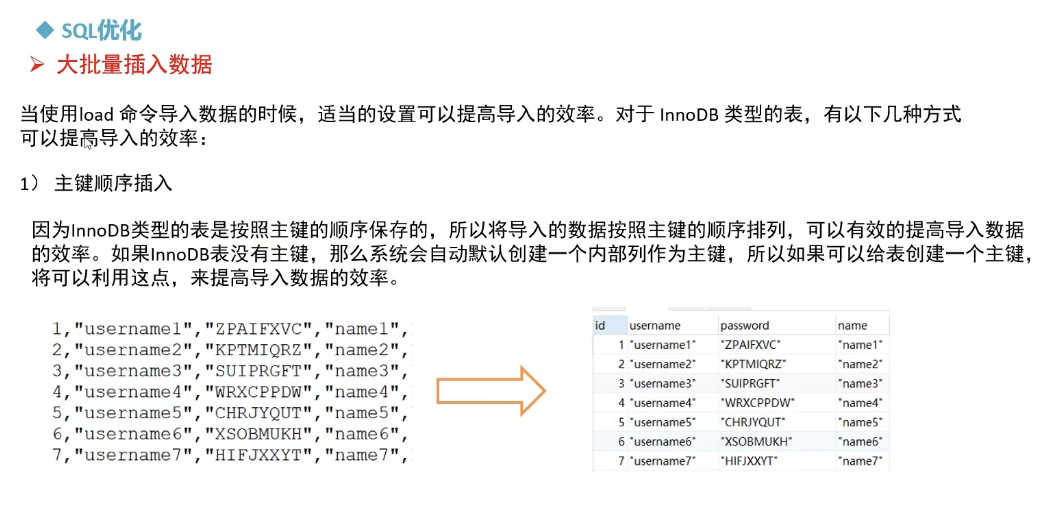 SQL优化
大批量插入数据
当使用load 命令导入数据的时候，适当的设置可以提高导入的效率。对于 InnoDB 类型的表，有以下几种方式
可以提高导入的效率：
1） 主键顺序插入
因为InnoDB类型的表是按照主键的顺序保存的，所以将导入的数据按照主键的顺序排列，可以有效的提高导入数据
的效率。如果InnoDB表没有主键，那么系统会自动默认创建一个内部列作为主键，所以如果可以给表创建一个主键，
将可以利用这点，来提高导入数据的效率。
1,"username1","ZPAIFXVC","name1",
2,"username2","KPTMIQRZ","name2",
3,"username3","SUIPRGFT","name3",
4,"username4","WRXCPPDW","name4",
5,"username5","CHRJYQUT","name5",
6,"username6","XSOBMUKH","name6",
7,"username7","HIFJXXYT","name7",
id username password name
1 "username1" "ZPAIFXVC" "name1"
2 "username2" "KPTMIQRZ" "name2"
3 "username3" "SUIPRGFT" "name3"
4 "username4" "WRXCPPDW" "name4"
5 "username5" "CHRJYQUT" "name5"
6 "username6" "XSOBMUKH" "name6"
7 "username7" "HIFJXXYT" "name7"